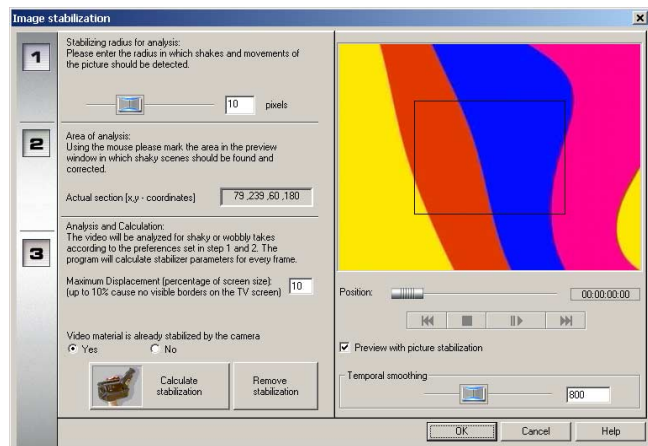 Image stabilization
1
Stabilizing radius for analysis:
Please enter the radius in which shakes and movements of
the picture should be detected.
10 pixels
2
Area of analysis:
Using the mouse please mark the area in the preview
window in which shaky scenes should be found and
corrected.
Actual section (x,y - coordinates) 79 ,239 ,60 ,180
3
Analysis and Calculation:
The video will be analyzed for shaky or wobbly takes
according to the preferences set in step 1 and 2. The
program will calculate stabilizer parameters for every frame.
Maximum Displacement (percentage of screen size):
(up to 10% cause no visible borders on the TV screen) 10
Video material is already stabilized by the camera
Yes No
Calculate
stabilization
Remove
stabilization
Position: 00:00:00:00
Preview with picture stabilization
Temporal smoothing
800
OK Cancel Help